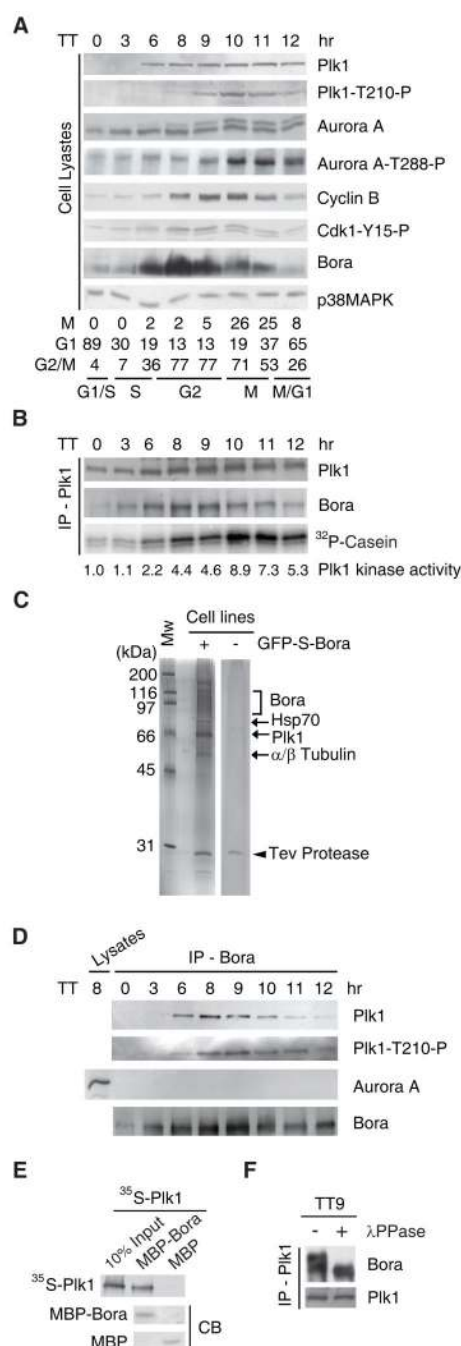 A
TT 0 3 6 8 9 10 11 12 hr
Cell Lyastes
Plk1
Plk1-T210-P
Aurora A
Aurora A-T288-P
Cyclin B
Cdk1-Y15-P
Bora
p38MAPK
M 0 0 2 2 5 26 25 8
G1 89 30 19 13 13 19 37 65
G2/M 4 7 36 77 77 71 53 26
G1/S S G2 M M/G1
B
TT 0 3 6 8 9 10 11 12 hr
IP - Plk1
Plk1
Bora
32P-Casein
1.0 1.1 2.2 4.4 4.6 8.9 7.3 5.3 Plk1 kinase activity
C
Cell lines
(kDa) Mw + - GFP-S-Bora
200
116
97
66
45
31
Bora
Hsp70
Plk1
α/β Tubulin
Tev Protease
D
Lysates IP - Bora
TT 8 0 3 6 8 9 10 11 12 hr
Plk1
Plk1-T210-P
Aurora A
Bora
E
35S-Plk1
10% Input MBP-Bora MBP
35S-Plk1
MBP-Bora
MBP
CB
F
TT9
- + λPPase
IP - Plk1
Bora
Plk1